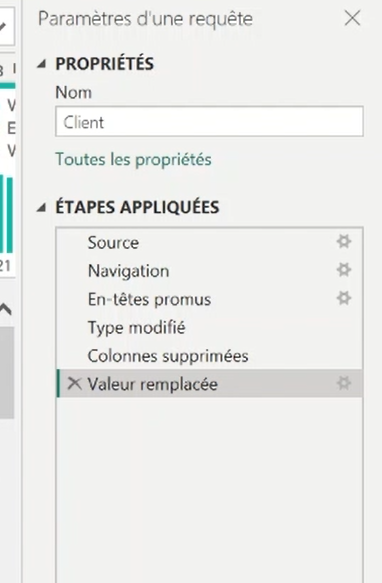 Paramètres d'une requête
PROPRIÉTÉS
Nom
Client
Toutes les propriétés
ÉTAPES APPLIQUÉES
Source
Navigation
En-têtes promus
Type modifié
Colonnes supprimées
Valeur remplacée
V
E
V
21